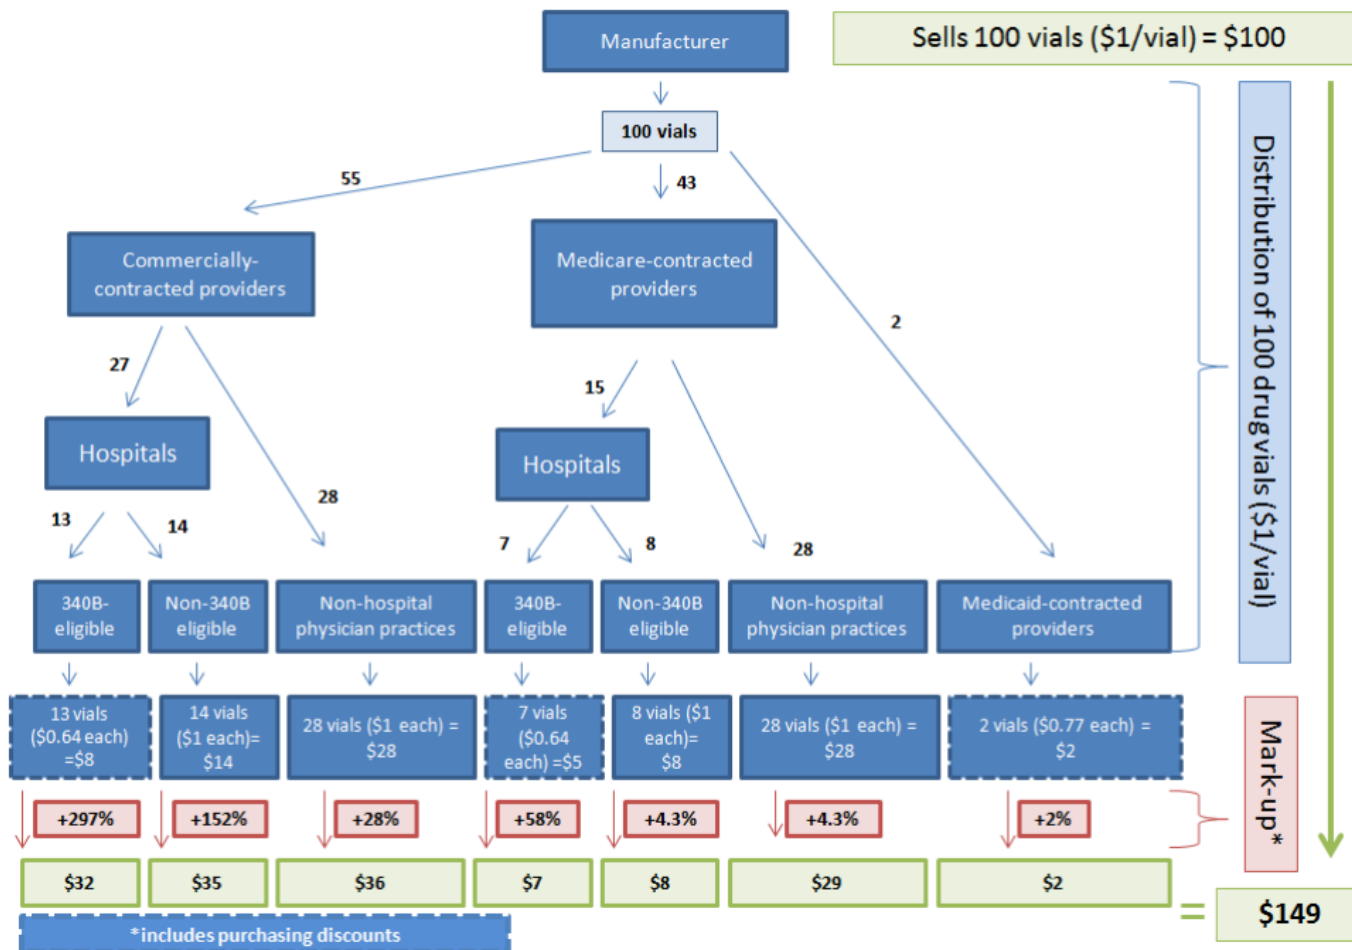 Manufacturer
Sells 100 vials ($1/vial) = $100
100 vials
55
43
2
Commercially-
contracted providers
Medicare-contracted
providers
27
15
Hospitals
Hospitals
13
14
28
7
8
28
340B-
eligible
Non-340B
eligible
Non-hospital
physician practices
340B-
eligible
Non-340B
eligible
Non-hospital
physician practices
Medicaid-contracted
providers
Distribution of 100 drug vials ($1/vial)
13 vials
($0.64 each)
=$8
14 vials
($1 each)=
$14
28 vials ($1 each) =
$28
7 vials
($0.64
each) =$5
8 vials ($1
each)=
$8
28 vials ($1 each) =
$28
2 vials ($0.77 each) =
$2
+297%
+152%
+28%
+58%
+4.3%
+4.3%
+2%
Mark-up*
$32
$35
$36
$7
$8
$29
$2
=
$149
*includes purchasing discounts